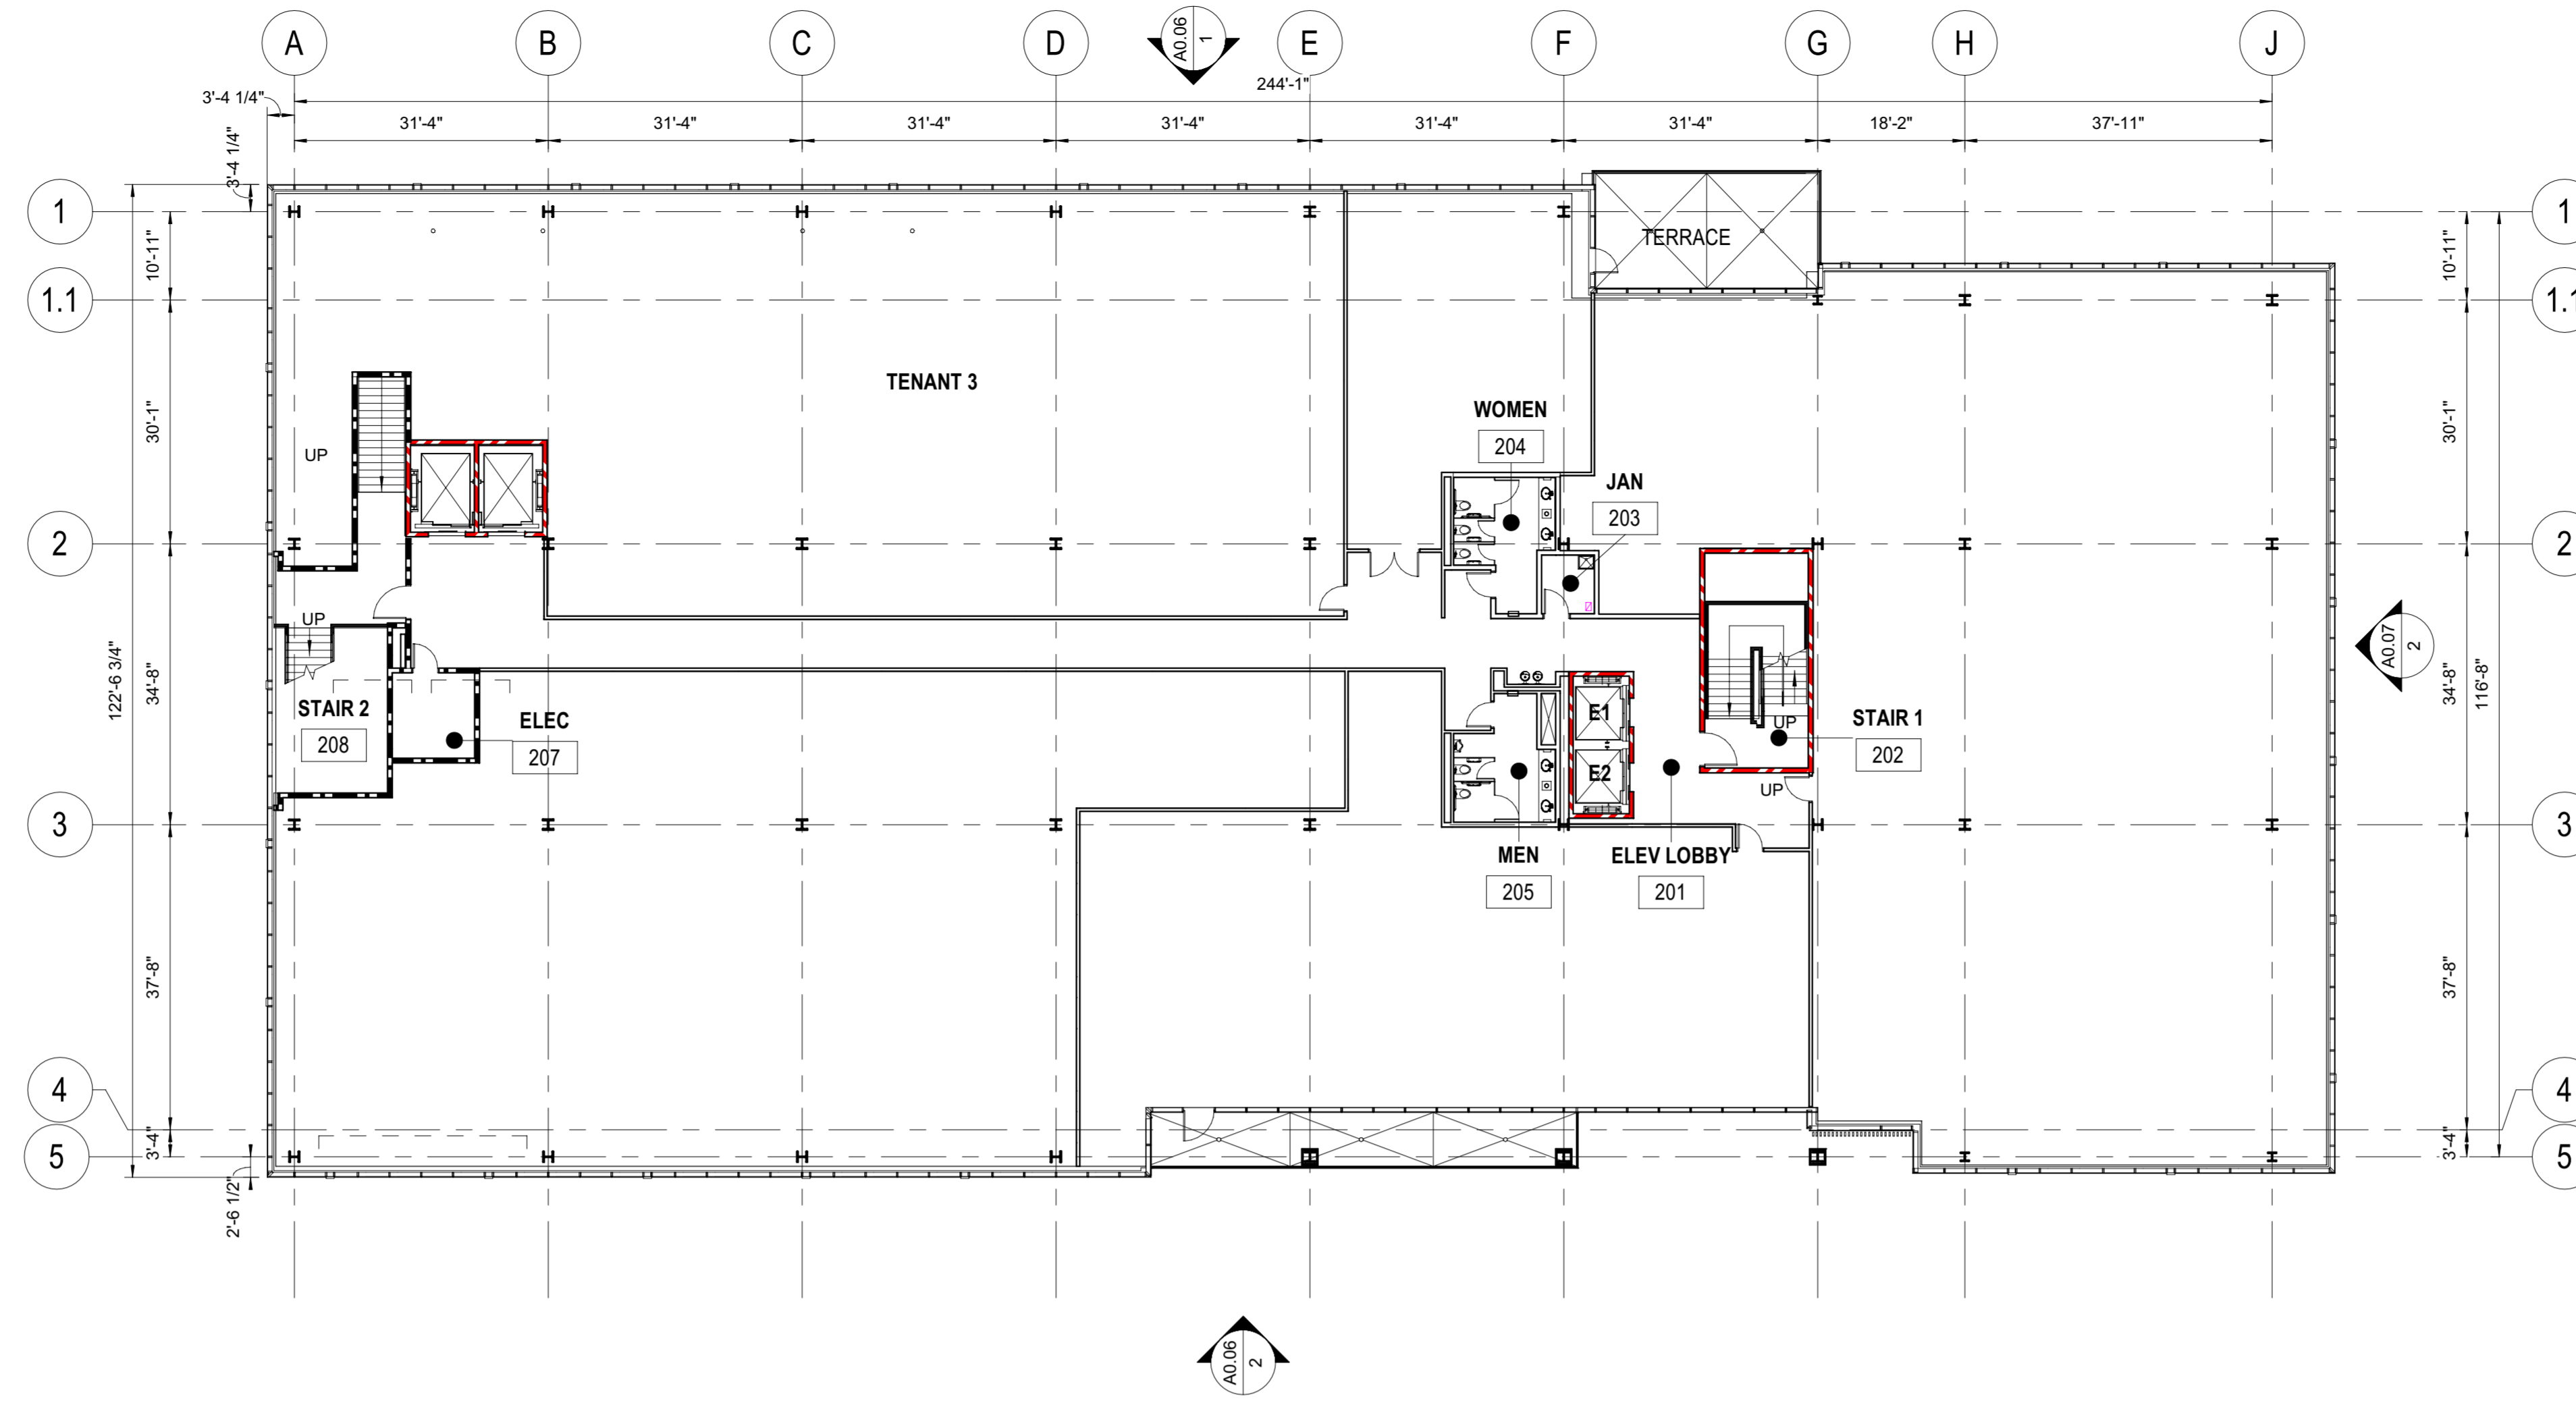 A B C D E F G H J
A0.06
1
244'-1"
3'-4 1/4"
31'-4" 31'-4" 31'-4" 31'-4" 31'-4" 31'-4" 18'-2" 37'-11"
3'-4 1/4"
1 1
TERRACE
10'-11" 10'-11"
1.1 1.1
TENANT 3
WOMEN
204
30'-1" 30'-1"
UP
JAN
203
2 2
UP
A0.07
2
122'-6 3/4"
34'-8" 34'-8"
116'-8"
STAIR 2
208
ELEC
207
E1
UP
STAIR 1
202
E2
UP
3 3
MEN
205
ELEV LOBBY
201
37'-8" 37'-8"
4 4
3'-4" 3'-4"
5 5
2'-6 1/2"
A0.06
2